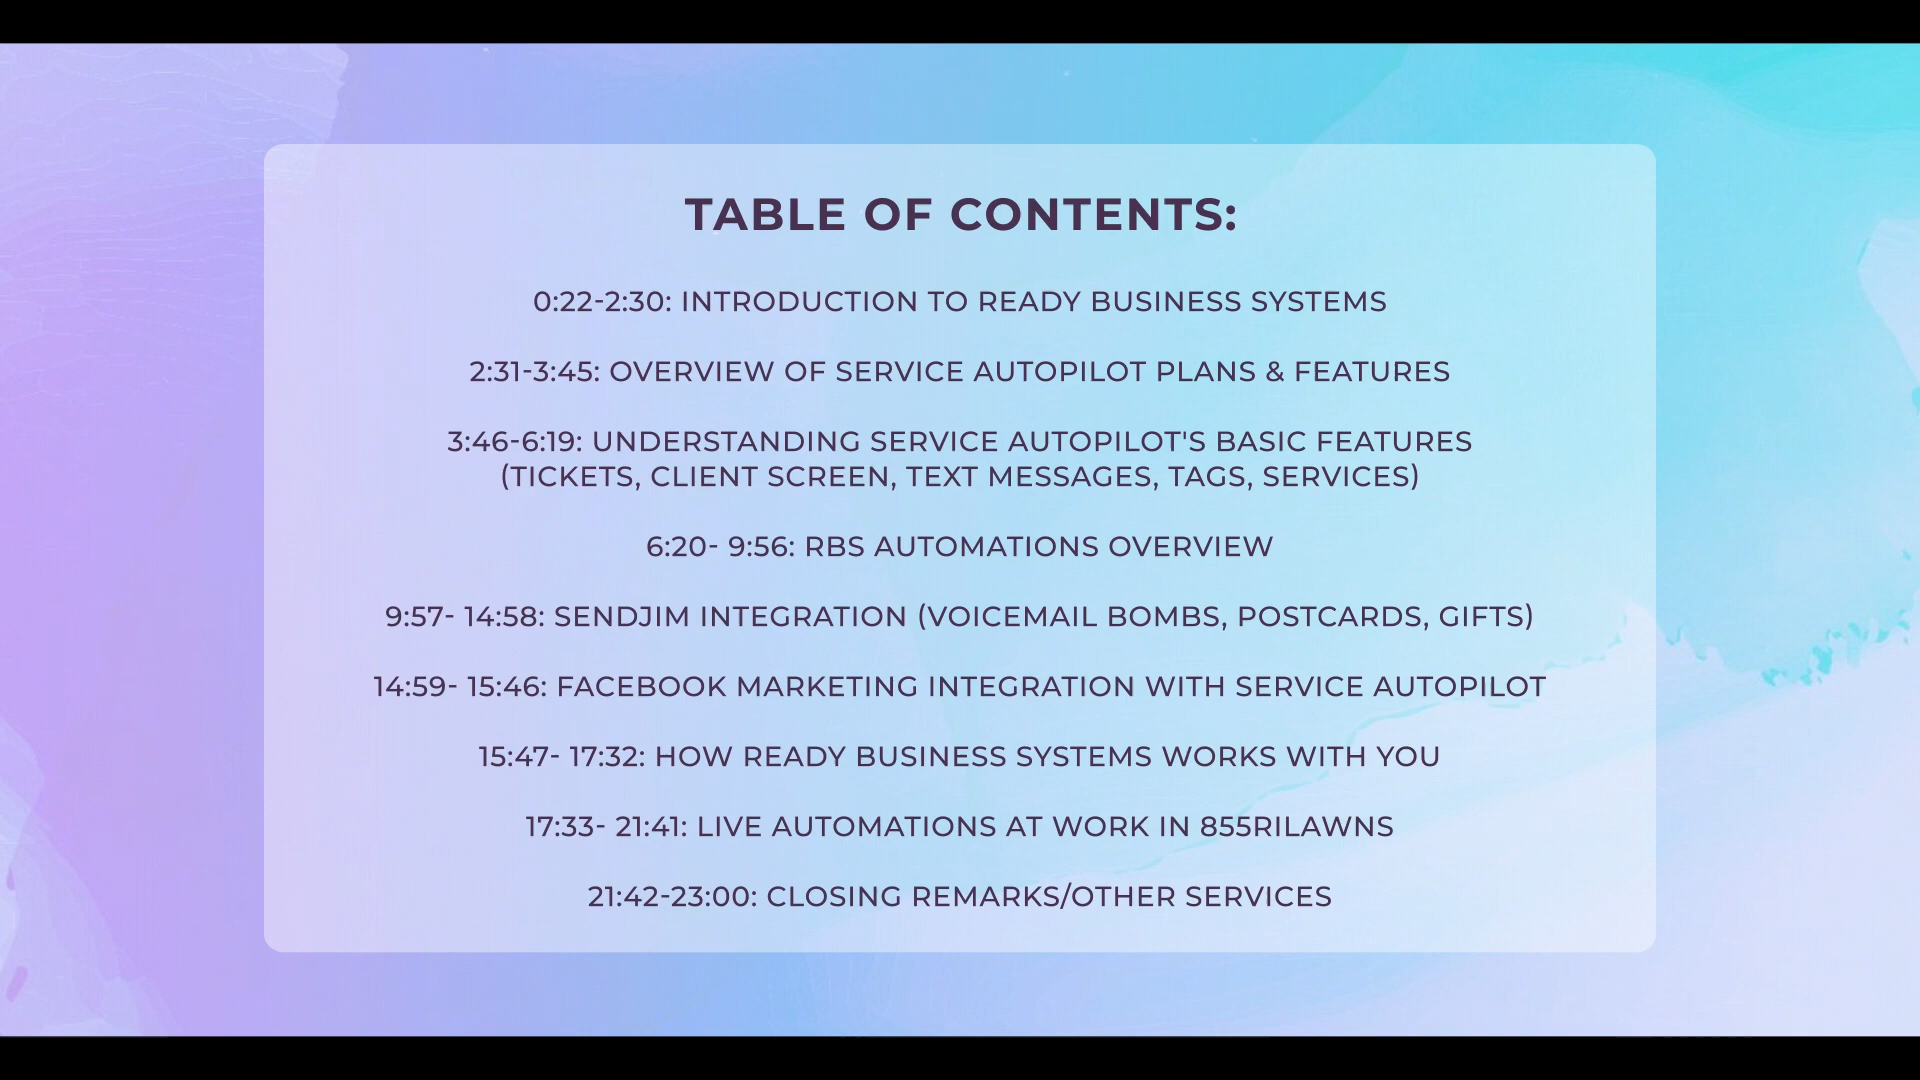 TABLE OF CONTENTS:
0:22-2:30: INTRODUCTION TO READY BUSINESS SYSTEMS
2:31-3:45: OVERVIEW OF SERVICE AUTOPILOT PLANS & FEATURES
3:46-6:19: UNDERSTANDING SERVICE AUTOPILOT'S BASIC FEATURES
(TICKETS, CLIENT SCREEN, TEXT MESSAGES, TAGS, SERVICES)
6:20- 9:56: RBS AUTOMATIONS OVERVIEW
9:57- 14:58: SENDJIM INTEGRATION (VOICEMAIL BOMBS, POSTCARDS, GIFTS)
14:59- 15:46: FACEBOOK MARKETING INTEGRATION WITH SERVICE AUTOPILOT
15:47- 17:32: HOW READY BUSINESS SYSTEMS WORKS WITH YOU
17:33- 21:41: LIVE AUTOMATIONS AT WORK IN 855RILAWNS
21:42-23:00: CLOSING REMARKS/OTHER SERVICES